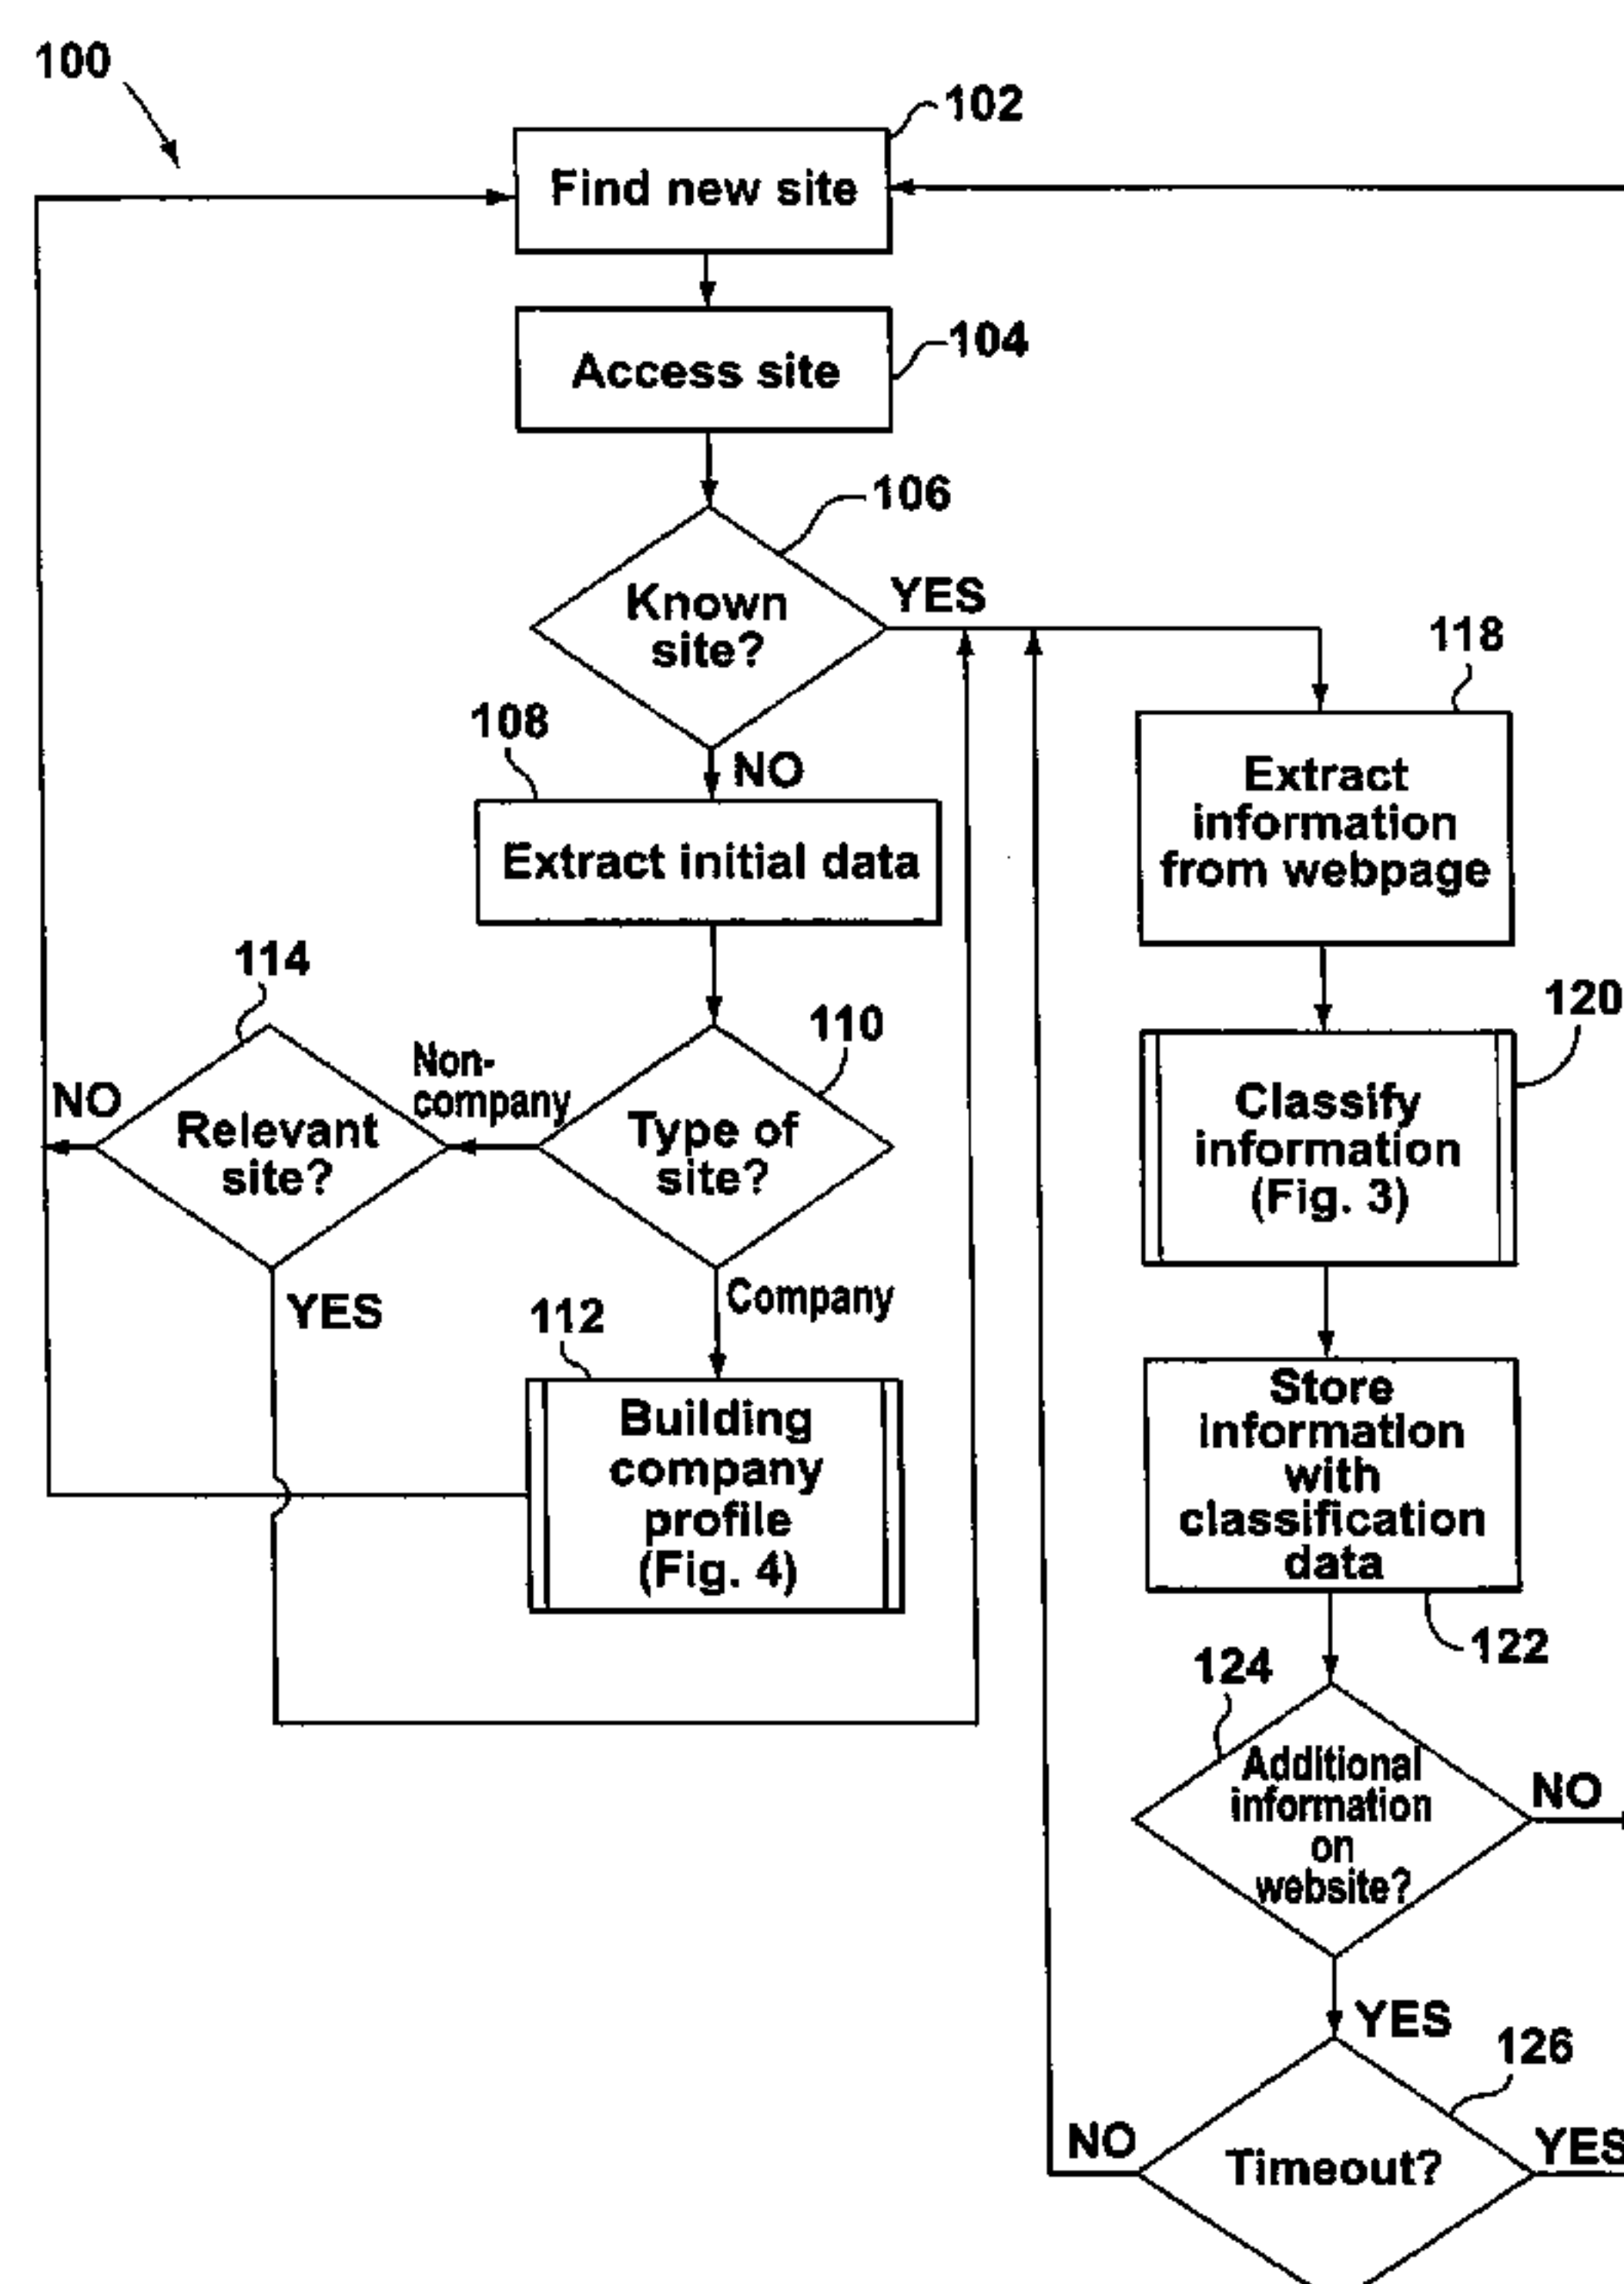 100
102
Find new site
104
Access site
106
Known
site?
YES
NO
108
Extract initial data
110
Type of
site?
Non-
company
114
Relevant
site?
NO
YES
Company
112
Building
company
profile
(Fig. 4)
118
Extract
information
from webpage
120
Classify
information
(Fig. 3)
Store
information
with
classification
data
122
124
Additional
information
on
website?
NO
YES
126
Timeout?
NO
YES